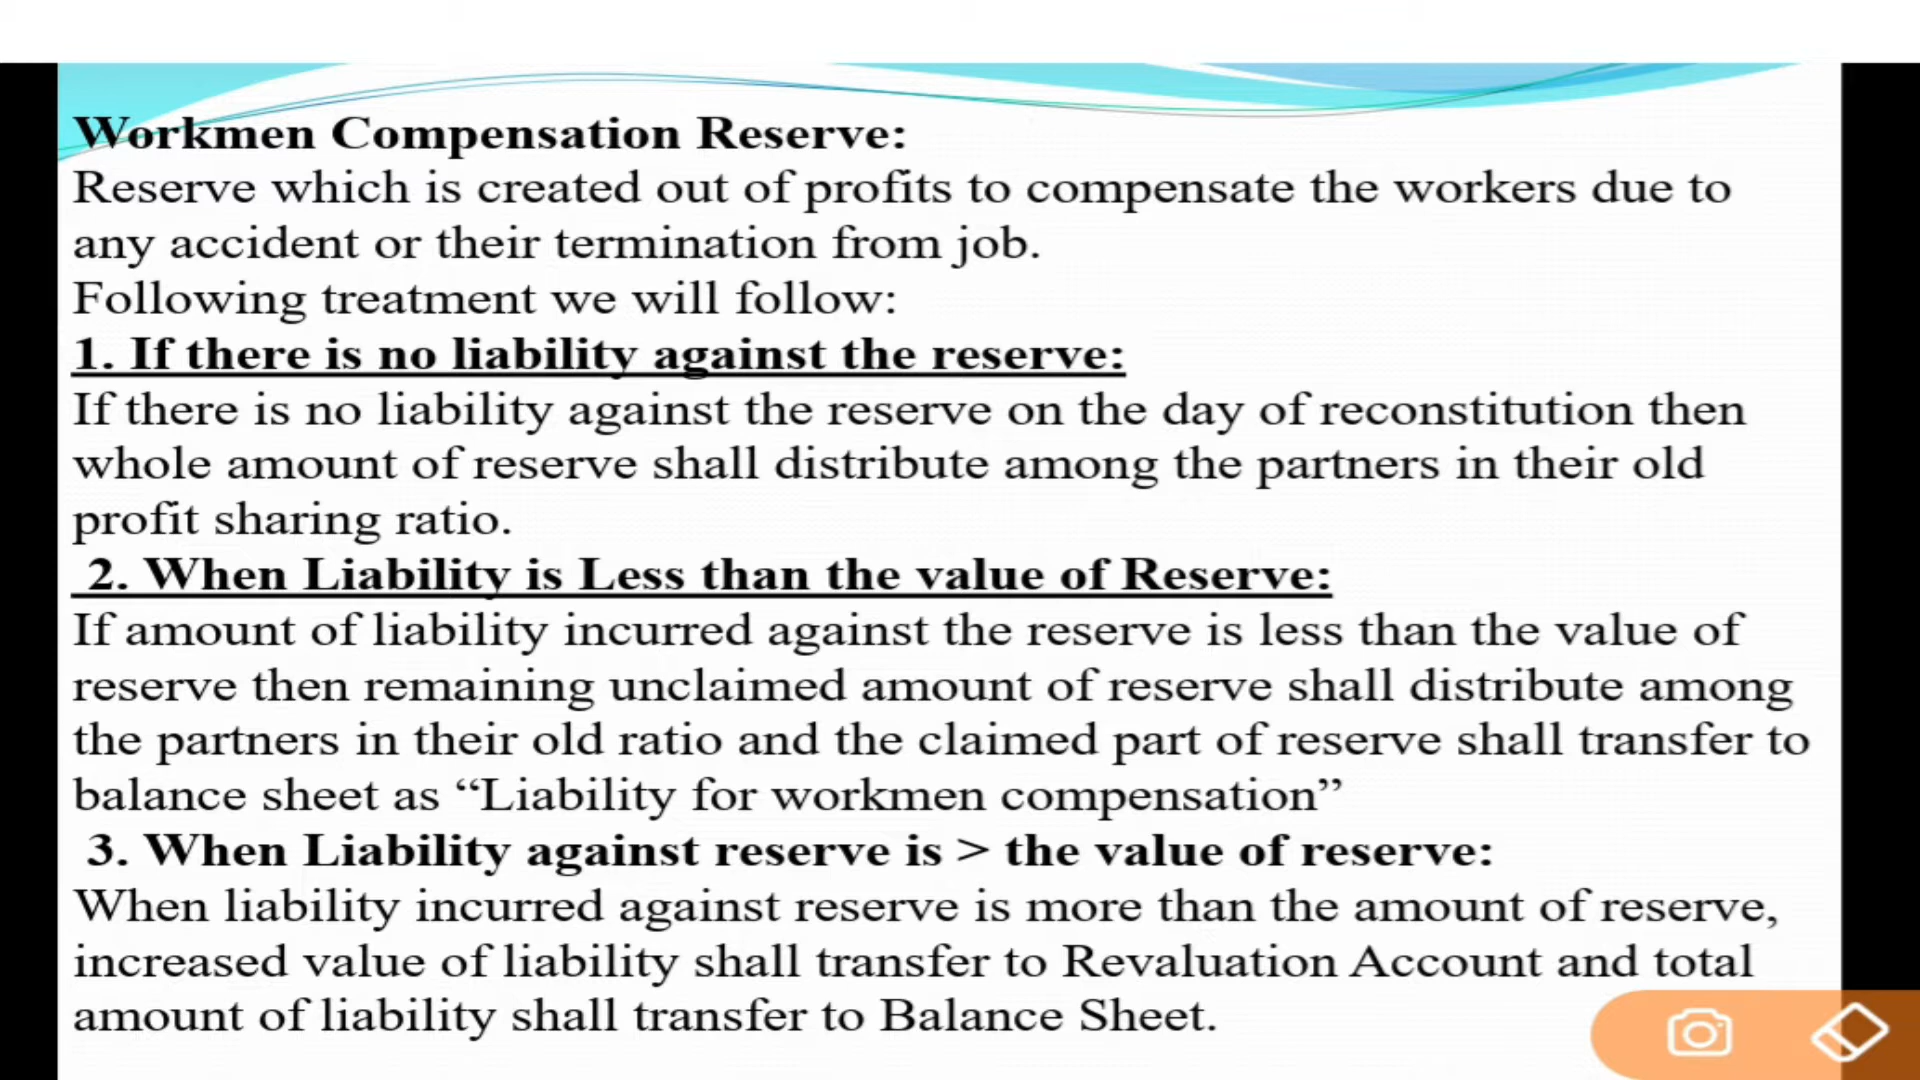 Workmen Compensation Reserve:
Reserve which is created out of profits to compensate the workers due to
any accident or their termination from job.
Following treatment we will follow:
1. If there is no liability against the reserve:
If there is no liability against the reserve on the day of reconstitution then
whole amount of reserve shall distribute among the partners in their old
profit sharing ratio.
2. When Liability is Less than the value of Reserve:
If amount of liability incurred against the reserve is less than the value of
reserve then remaining unclaimed amount of reserve shall distribute among
the partners in their old ratio and the claimed part of reserve shall transfer to
balance sheet as “Liability for workmen compensation”
3. When Liability against reserve is > the value of reserve:
When liability incurred against reserve is more than the amount of reserve,
increased value of liability shall transfer to Revaluation Account and total
amount of liability shall transfer to Balance Sheet.